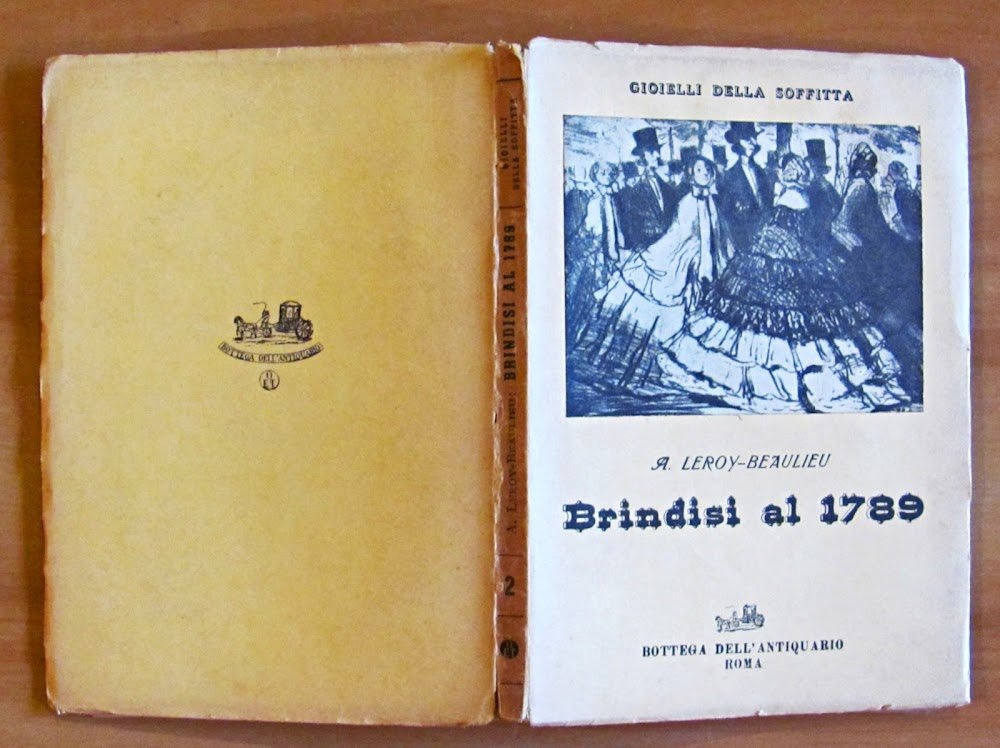 BOTTEGA DELL'ANTIQUARIO
GIOIELLI
DELLA SOFFITTA
A. LEROY-BEAULIEU: BRINDISI AL 1789
2
GIOIELLI DELLA SOFFITTA
A. LEROY-BEAULIEU
Brindisi al 1789
BOTTEGA DELL'ANTIQUARIO
ROMA